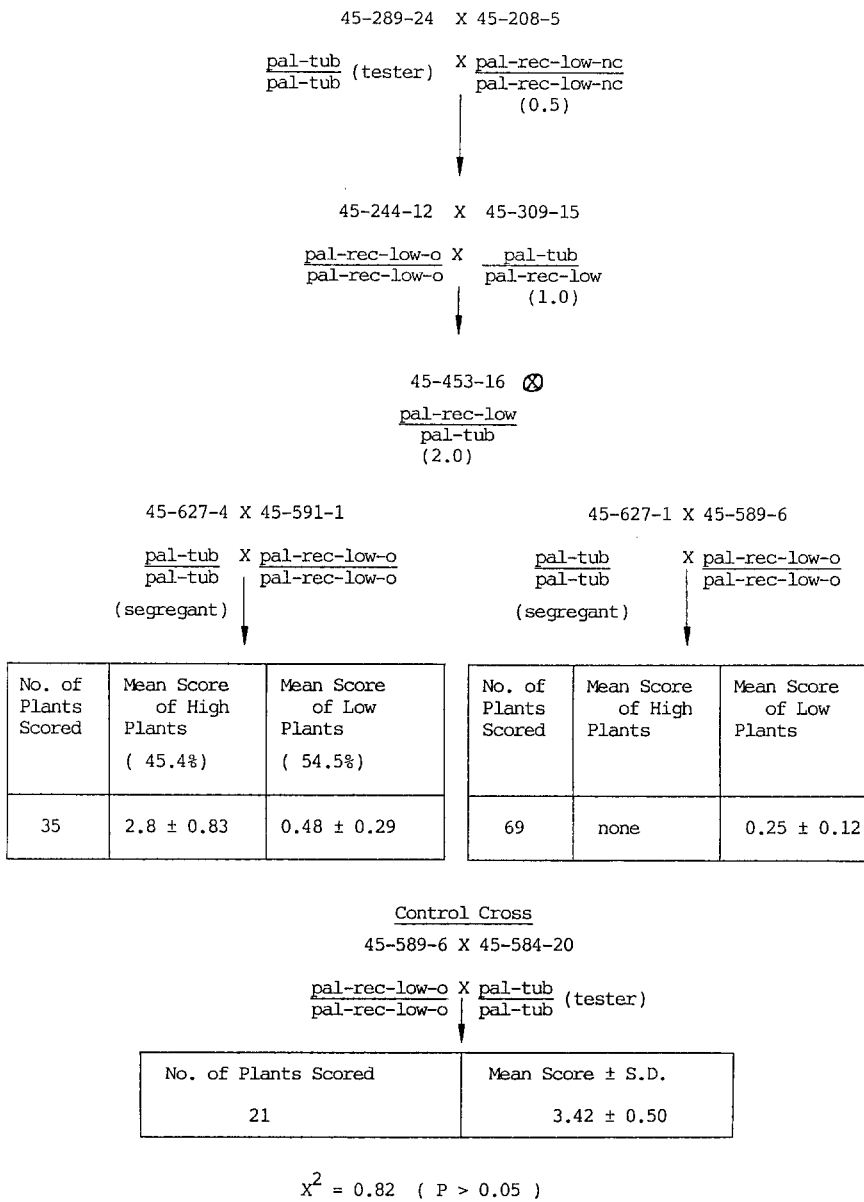 45-289-24 X 45-208-5
pal-tub (tester) X pal-rec-low-nc
pal-tub pal-rec-low-nc
(0.5)
45-244-12 X 45-309-15
pal-rec-low-o X pal-tub
pal-rec-low-o pal-rec-low
(1.0)
45-453-16 ⊗
pal-rec-low
pal-tub
(2.0)
45-627-4 X 45-591-1
pal-tub X pal-rec-low-o
pal-tub pal-rec-low-o
(segregant)
No. of Plants Scored
Mean Score of High Plants
( 45.4%)
Mean Score of Low Plants
( 54.5%)
35 2.8 ± 0.83 0.48 ± 0.29
45-627-1 X 45-589-6
pal-tub X pal-rec-low-o
pal-tub pal-rec-low-o
(segregant)
No. of Plants Scored
Mean Score of High Plants
Mean Score of Low Plants
69 none 0.25 ± 0.12
Control Cross
45-589-6 X 45-584-20
pal-rec-low-o X pal-tub (tester)
pal-rec-low-o pal-tub
No. of Plants Scored Mean Score ± S.D.
21 3.42 ± 0.50
X² = 0.82 ( P > 0.05 )